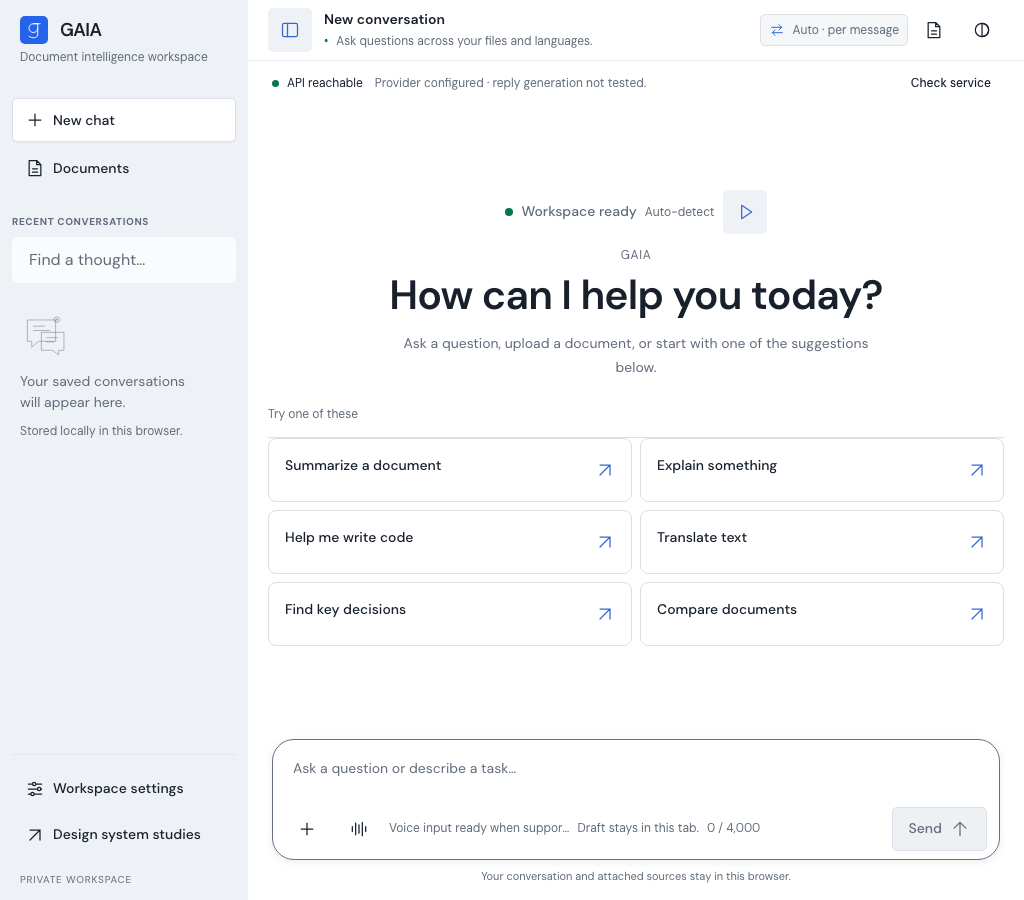 GAIA
Document intelligence workspace
New chat
Documents
RECENT CONVERSATIONS
Find a thought...
Your saved conversations
will appear here.
Stored locally in this browser.
Workspace settings
Design system studies
PRIVATE WORKSPACE
New conversation
• Ask questions across your files and languages.
Auto · per message
API reachable Provider configured · reply generation not tested.
Check service
Workspace ready Auto-detect
GAIA
How can I help you today?
Ask a question, upload a document, or start with one of the suggestions
below.
Try one of these
Summarize a document
Explain something
Help me write code
Translate text
Find key decisions
Compare documents
Ask a question or describe a task...
Voice input ready when suppor... Draft stays in this tab. 0 / 4,000
Send
Your conversation and attached sources stay in this browser.